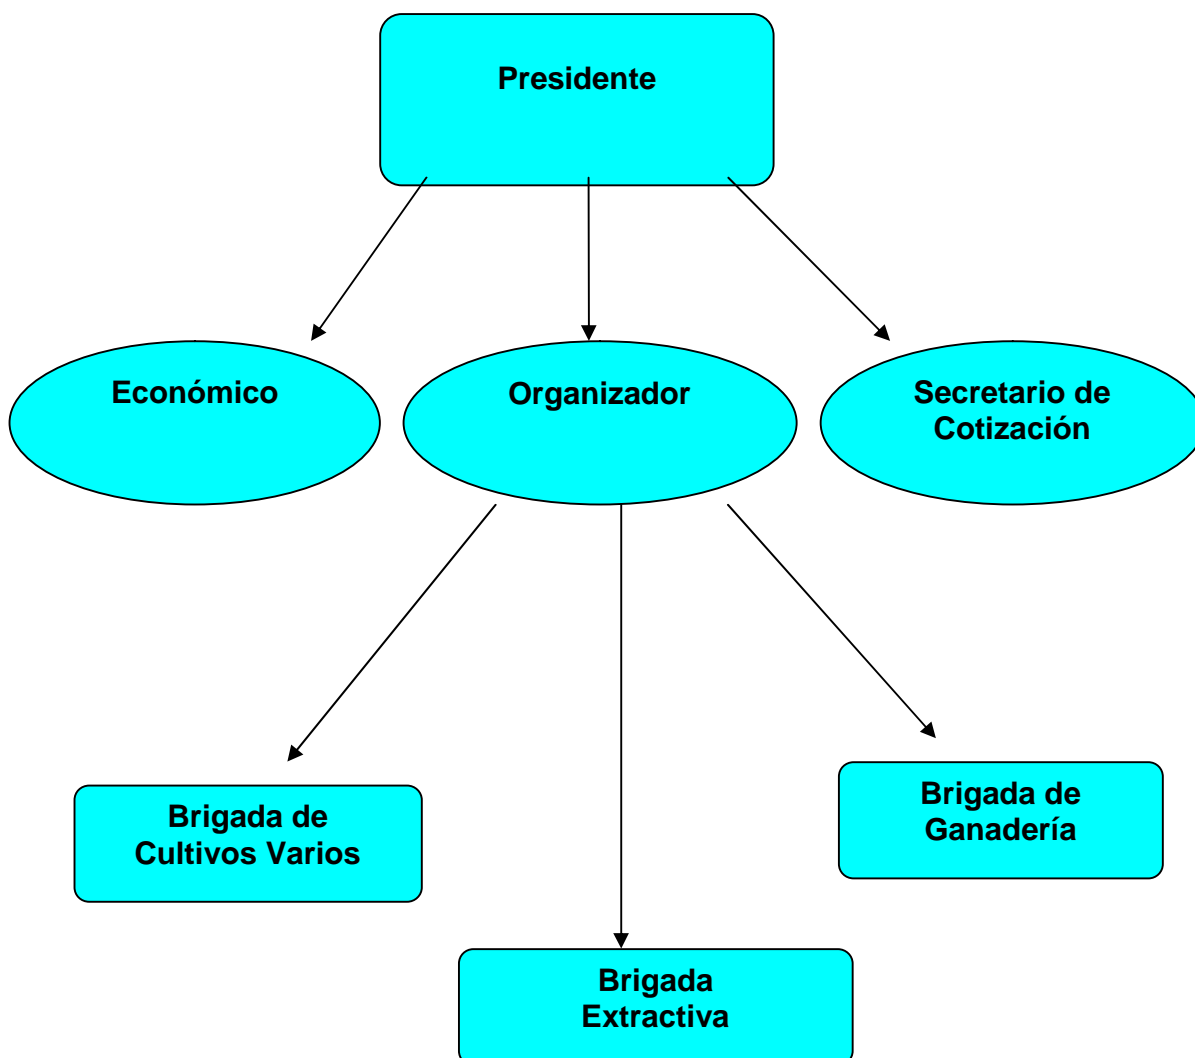 Presidente
Económico
Organizador
Secretario de
Cotización
Brigada de
Cultivos Varios
Brigada de
Ganadería
Brigada
Extractiva